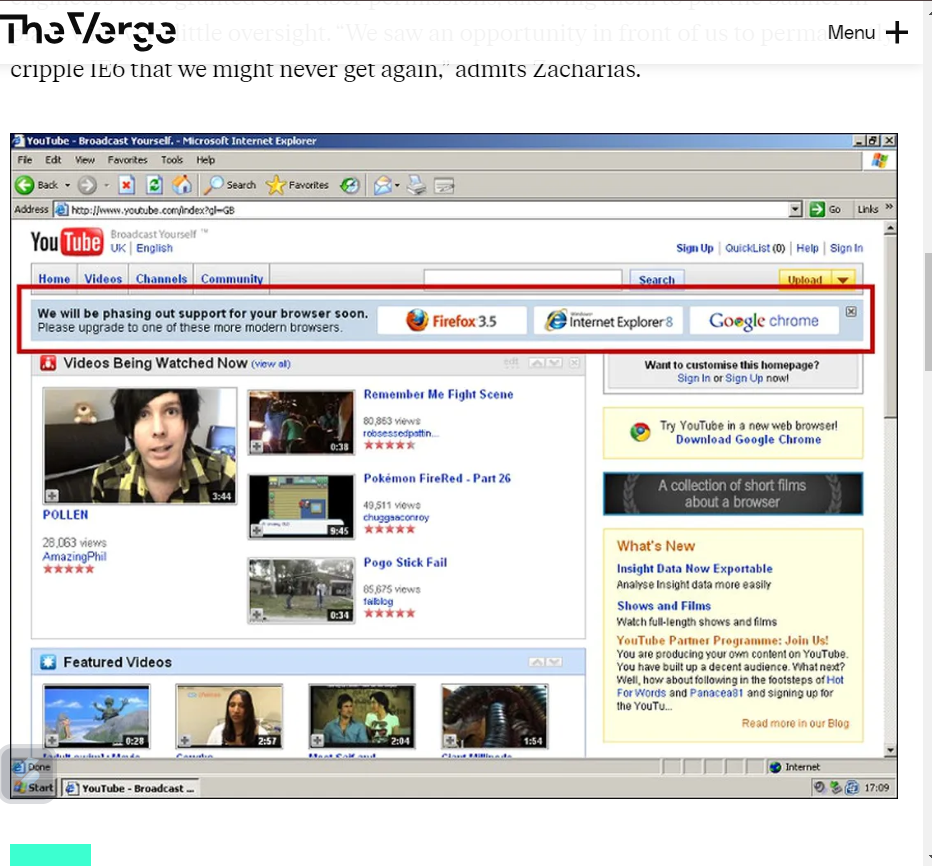 The Verge
Menu
little oversight. “We saw an opportunity in front of us to
cripple IE6 that we might never get again,” admits Zacharias.
YouTube - Broadcast Yourself. - Microsoft Internet Explorer
File Edit View Favorites Tools Help
Back Search Favorites
Address http://www.youtube.com/index?gl=GB Go Links »
YouTube Broadcast Yourself ™
UK | English
Sign Up | QuickList (0) | Help | Sign In
Home Videos Channels Community Search Upload
We will be phasing out support for your browser soon.
Please upgrade to one of these more modern browsers.
Firefox 3.5
Windows Internet Explorer 8
Google chrome
Videos Being Watched Now (view all)
edit
3:44
POLLEN
28,063 views
AmazingPhil
0:38
Remember Me Fight Scene
80,863 views
robsessedpattin...
9:45
Pokémon FireRed - Part 26
49,511 views
chuggaaconroy
0:34
Pogo Stick Fail
85,675 views
failblog
Want to customise this homepage?
Sign In or Sign Up now!
Try YouTube in a new web browser!
Download Google Chrome
A collection of short films
about a browser
What's New
Insight Data Now Exportable
Analyse Insight data more easily
Shows and Films
Watch full-length shows and films
YouTube Partner Programme: Join Us!
You are producing your own content on YouTube.
You have built up a decent audience. What next?
Well, how about following in the footsteps of Hot
For Words and Panacea81 and signing up for
the YouTu...
Read more in our Blog
Featured Videos
0:28 2:57 2:04 1:54
Done Internet
Start YouTube - Broadcast ... 17:09